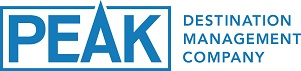 PEAK
DESTINATION
MANAGEMENT
COMPANY